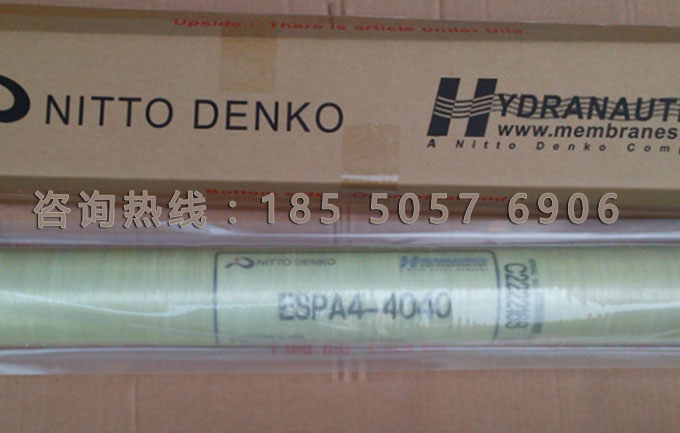 Upside : There is article under this.
NITTO DENKO
HYDRANAUTI
www.membranes
A Nitto Denko Com
咨询热线：185 5057 6906
NITTO DENKO
ESPA4-4040